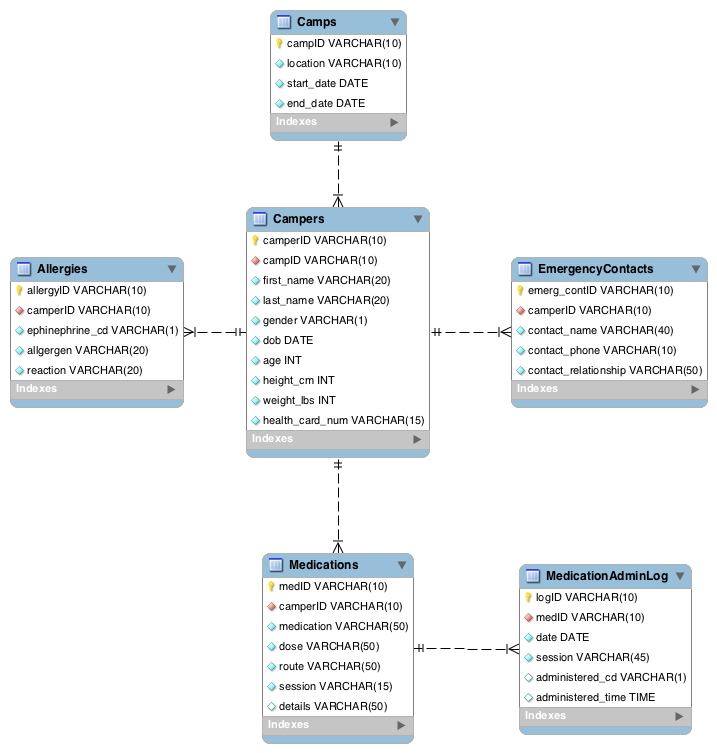 Camps
campID VARCHAR(10)
location VARCHAR(10)
start_date DATE
end_date DATE
Indexes
Campers
camperID VARCHAR(10)
campID VARCHAR(10)
first_name VARCHAR(20)
last_name VARCHAR(20)
gender VARCHAR(1)
dob DATE
age INT
height_cm INT
weight_lbs INT
health_card_num VARCHAR(15)
Indexes
Allergies
allergyID VARCHAR(10)
camperID VARCHAR(10)
ephinephrine_cd VARCHAR(1)
allgergen VARCHAR(20)
reaction VARCHAR(20)
Indexes
EmergencyContacts
emerg_contID VARCHAR(10)
camperID VARCHAR(10)
contact_name VARCHAR(40)
contact_phone VARCHAR(10)
contact_relationship VARCHAR(50)
Indexes
Medications
medID VARCHAR(10)
camperID VARCHAR(10)
medication VARCHAR(50)
dose VARCHAR(50)
route VARCHAR(50)
session VARCHAR(15)
details VARCHAR(50)
Indexes
MedicationAdminLog
logID VARCHAR(10)
medID VARCHAR(10)
date DATE
session VARCHAR(45)
administered_cd VARCHAR(1)
administered_time TIME
Indexes